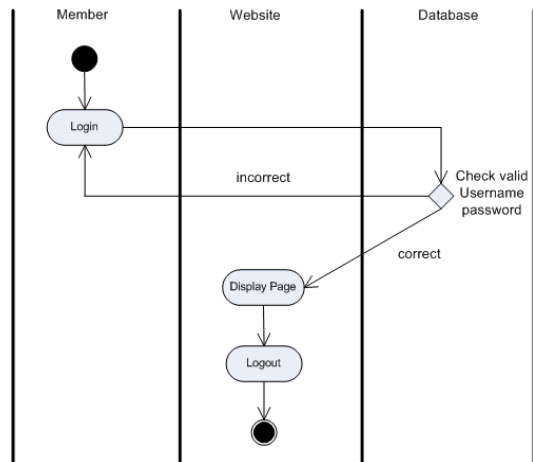 Member
Website
Database
Login
incorrect
Check valid
Username
password
correct
Display Page
Logout